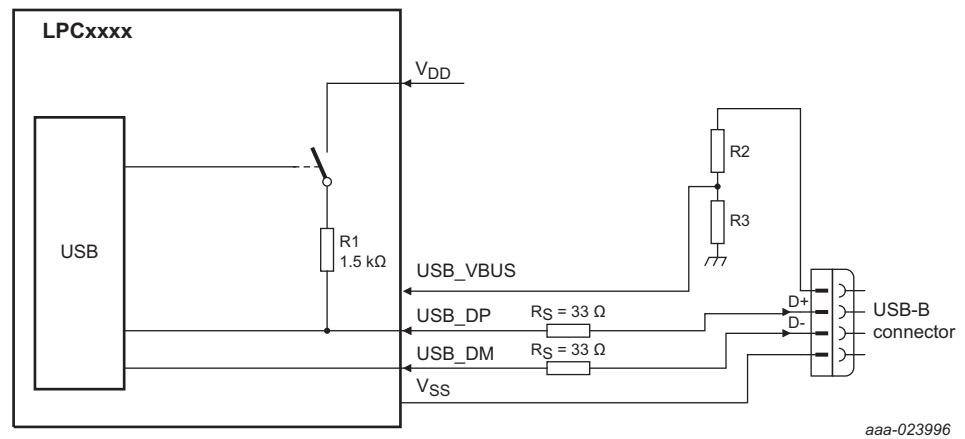 LPCxxxx
VDD
R2
R3
USB
R1
1.5 kΩ
USB_VBUS
USB_DP
RS = 33 Ω
D+
USB-B
connector
D-
USB_DM
RS = 33 Ω
VSS
aaa-023996